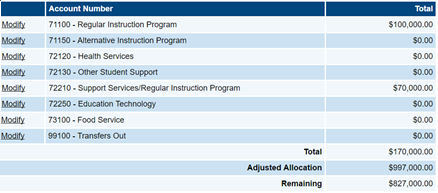 Account Number Total
Modify 71100 - Regular Instruction Program $100,000.00
Modify 71150 - Alternative Instruction Program $0.00
Modify 72120 - Health Services $0.00
Modify 72130 - Other Student Support $0.00
Modify 72210 - Support Services/Regular Instruction Program $70,000.00
Modify 72250 - Education Technology $0.00
Modify 73100 - Food Service $0.00
Modify 99100 - Transfers Out $0.00
Total $170,000.00
Adjusted Allocation $997,000.00
Remaining $827,000.00